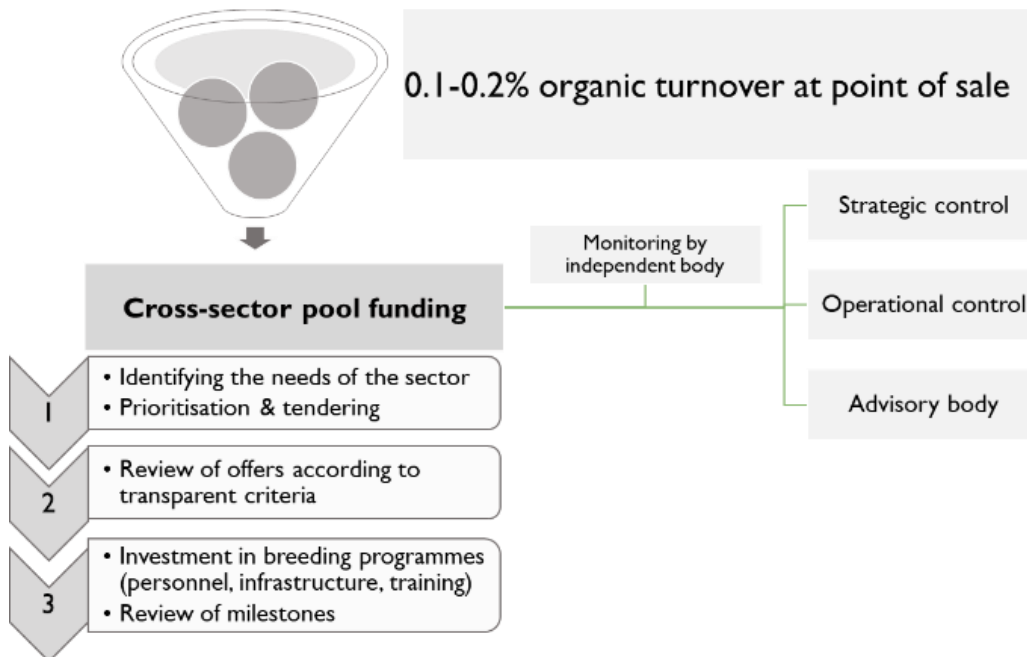 0.1-0.2% organic turnover at point of sale
Cross-sector pool funding
Monitoring by
independent body
Strategic control
Operational control
Advisory body
1
• Identifying the needs of the sector
• Prioritisation & tendering
2
• Review of offers according to
transparent criteria
3
• Investment in breeding programmes
(personnel, infrastructure, training)
• Review of milestones